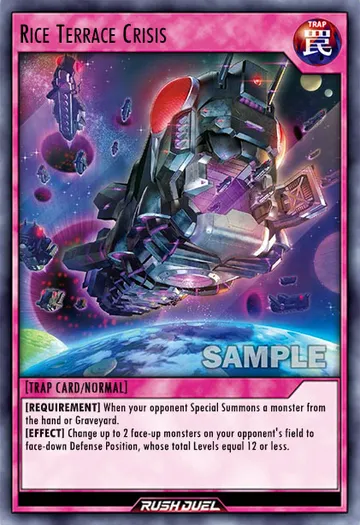 Rice Terrace Crisis
TRAP
罠
SAMPLE
[TRAP CARD/NORMAL]
[REQUIREMENT] When your opponent Special Summons a monster from
the hand or Graveyard.
[EFFECT] Change up to 2 face-up monsters on your opponent's field to
face-down Defense Position, whose total Levels equal 12 or less.
RUSH DUEL